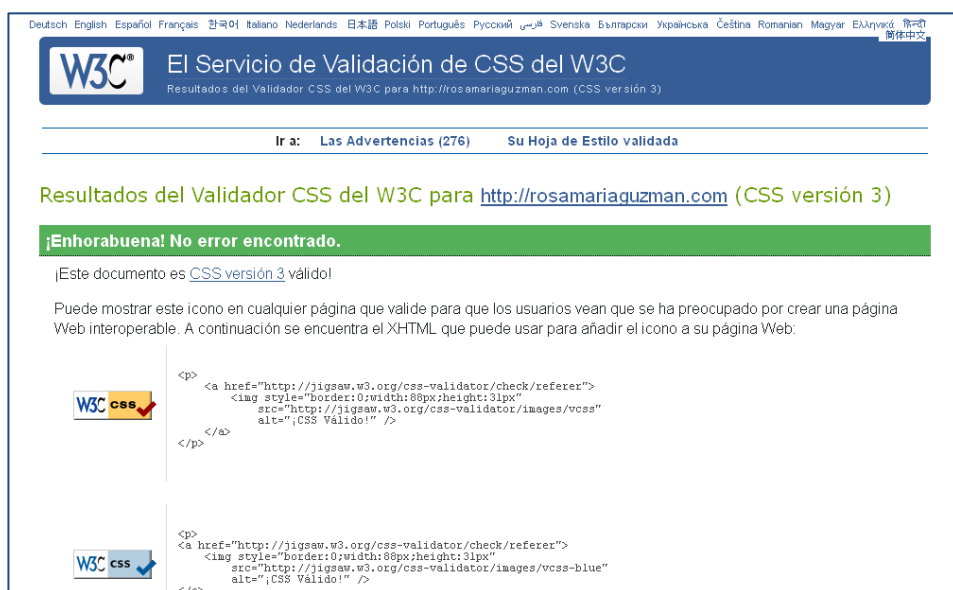 Deutsch English Español Français 한국어 Italiano Nederlands 日本語 Polski Português Русский فارسی Svenska Български Українська Čeština Romanian Magyar Ελληνικά हिन्दी
简体中文
W3C®
El Servicio de Validación de CSS del W3C
Resultados del Validador CSS del W3C para http://rosamariaguzman.com (CSS versión 3)
Ir a: Las Advertencias (276) Su Hoja de Estilo validada
Resultados del Validador CSS del W3C para http://rosamariaguzman.com (CSS versión 3)
¡Enhorabuena! No error encontrado.
¡Este documento es CSS versión 3 válido!
Puede mostrar este icono en cualquier página que valide para que los usuarios vean que se ha preocupado por crear una página
Web interoperable. A continuación se encuentra el XHTML que puede usar para añadir el icono a su página Web:
W3C css
<p>
<a href="http://jigsaw.w3.org/css-validator/check/referer">
<img style="border:0;width:88px;height:31px"
src="http://jigsaw.w3.org/css-validator/images/vcss"
alt="¡CSS Válido!" />
</a>
</p>
W3C css
<p>
<a href="http://jigsaw.w3.org/css-validator/check/referer">
<img style="border:0;width:88px;height:31px"
src="http://jigsaw.w3.org/css-validator/images/vcss-blue"
alt="¡CSS Válido!" />
</a>